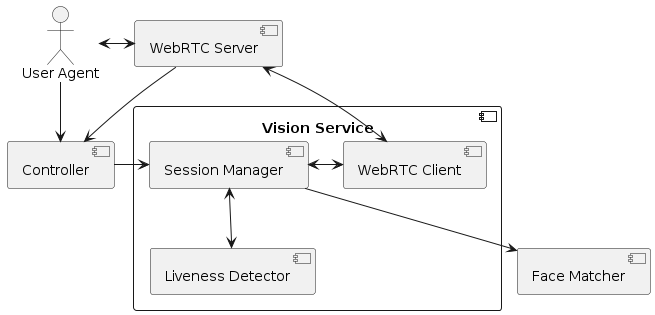 WebRTC Server
User Agent
Vision Service
Controller
Session Manager
WebRTC Client
Liveness Detector
Face Matcher